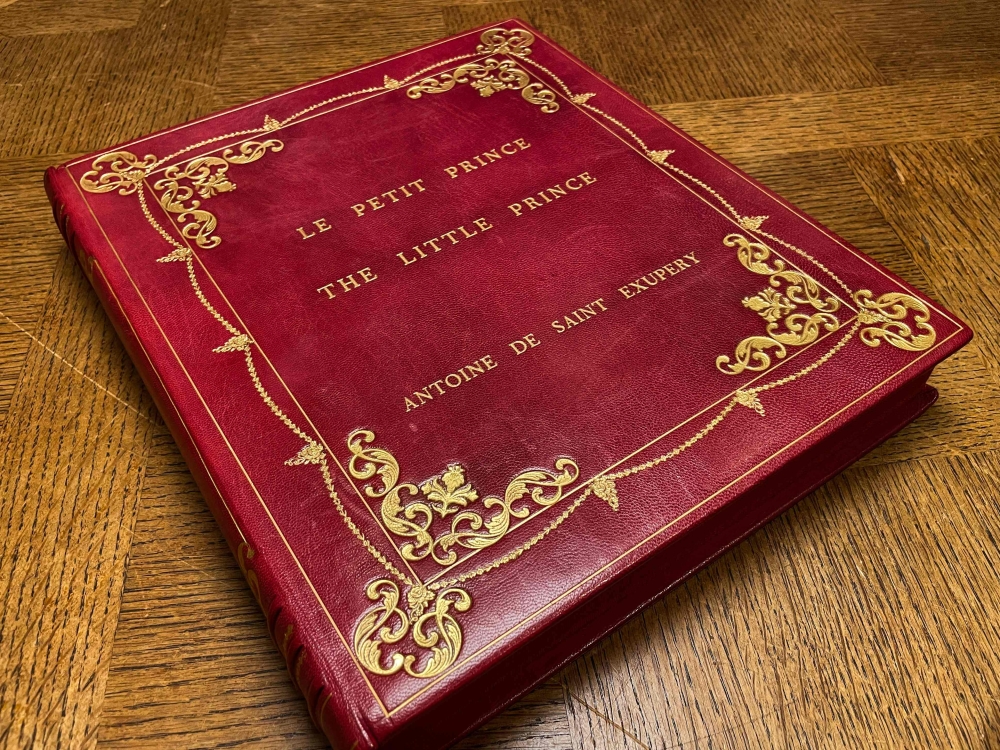 LE PETIT PRINCE
THE LITTLE PRINCE
ANTOINE DE SAINT EXUPERY